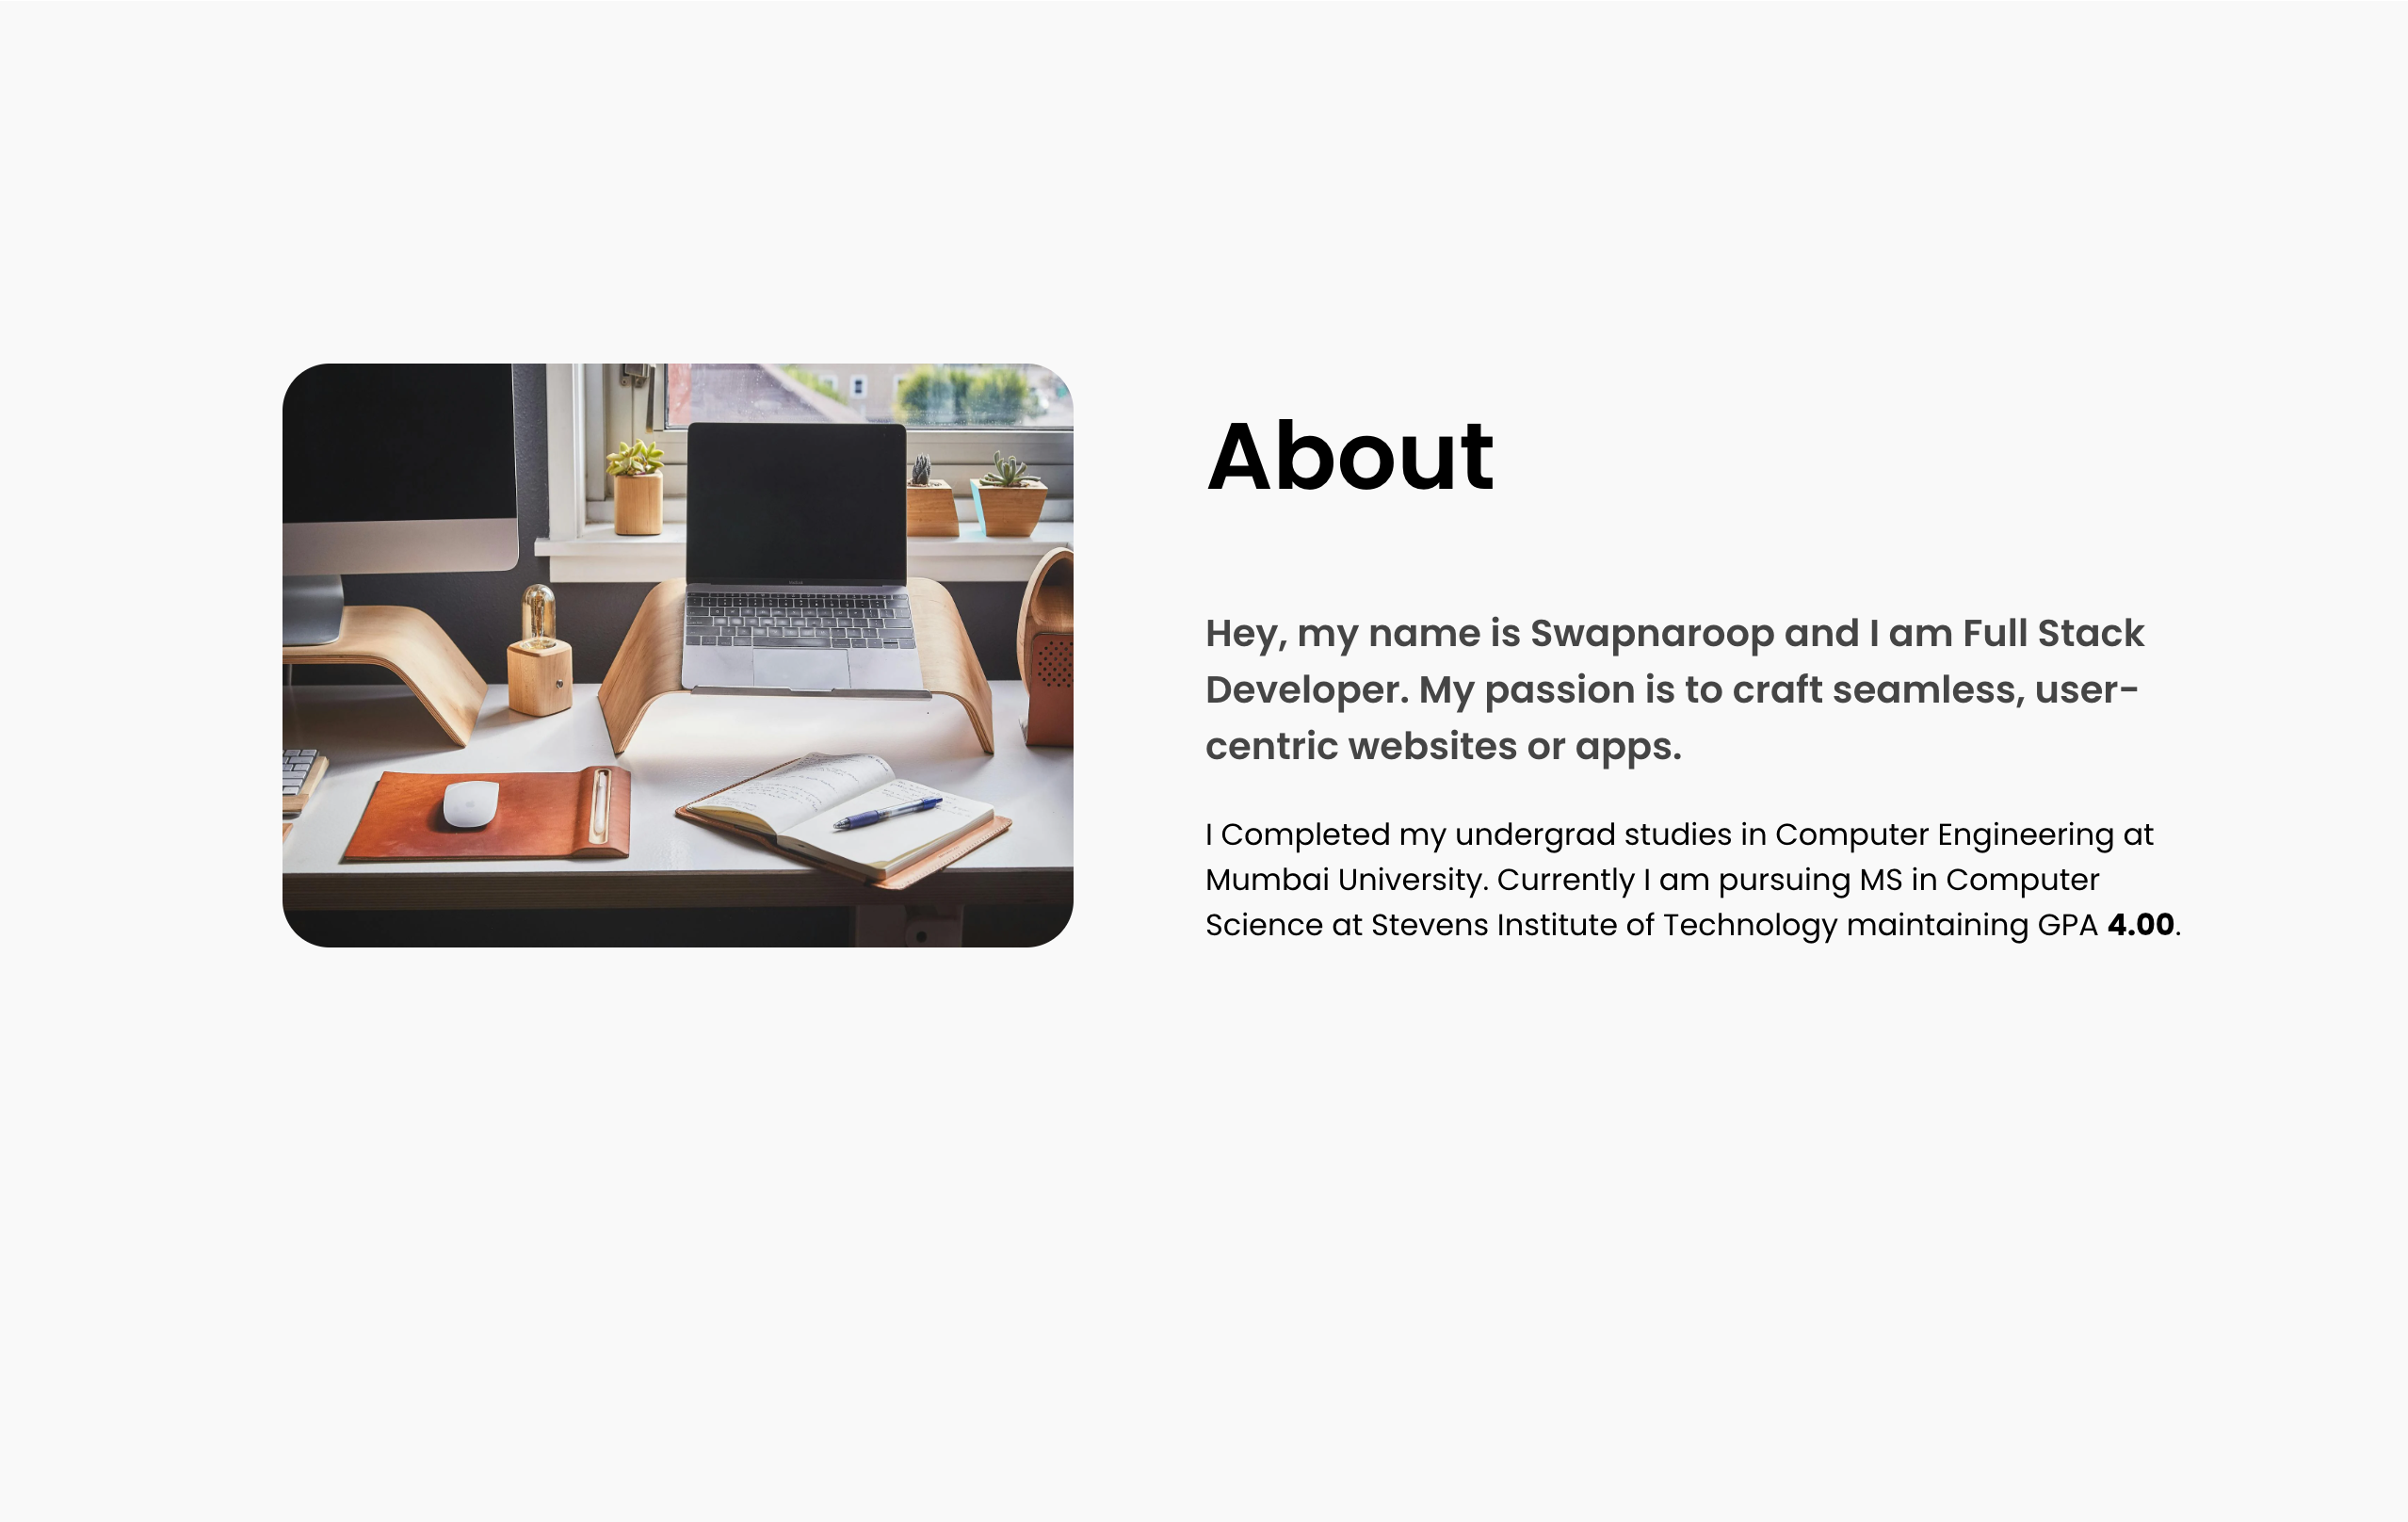 About
Hey, my name is Swapnaroop and I am Full Stack
Developer. My passion is to craft seamless, user-
centric websites or apps.
I Completed my undergrad studies in Computer Engineering at
Mumbai University. Currently I am pursuing MS in Computer
Science at Stevens Institute of Technology maintaining GPA 4.00.